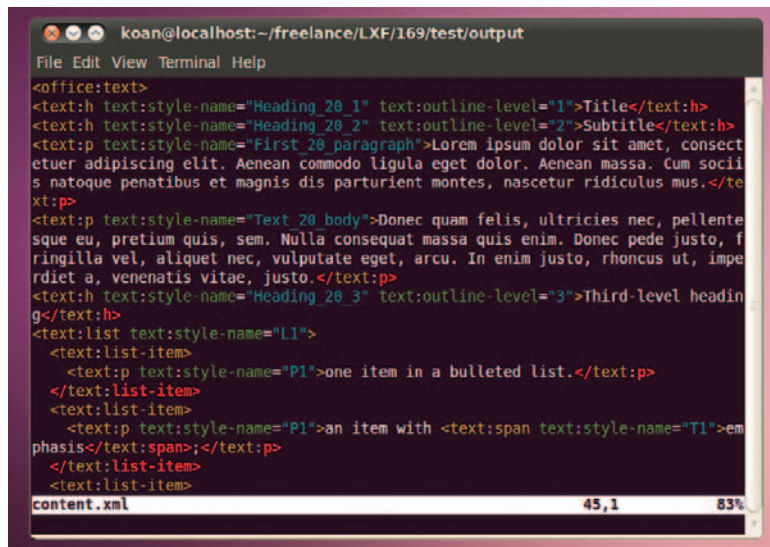 koan@localhost:~/freelance/LXF/169/test/output
File Edit View Terminal Help
<office:text>
<text:h text:style-name="Heading_20_1" text:outline-level="1">Title</text:h>
<text:h text:style-name="Heading_20_2" text:outline-level="2">Subtitle</text:h>
<text:p text:style-name="First_20_paragraph">Lorem ipsum dolor sit amet, consect
etuer adipiscing elit. Aenean commodo ligula eget dolor. Aenean massa. Cum socii
s natoque penatibus et magnis dis parturient montes, nascetur ridiculus mus.</te
xt:p>
<text:p text:style-name="Text_20_body">Donec quam felis, ultricies nec, pellente
sque eu, pretium quis, sem. Nulla consequat massa quis enim. Donec pede justo, f
ringilla vel, aliquet nec, vulputate eget, arcu. In enim justo, rhoncus ut, impe
rdiet a, venenatis vitae, justo.</text:p>
<text:h text:style-name="Heading_20_3" text:outline-level="3">Third-level headin
g</text:h>
<text:list text:style-name="L1">
  <text:list-item>
    <text:p text:style-name="P1">one item in a bulleted list.</text:p>
  </text:list-item>
  <text:list-item>
    <text:p text:style-name="P1">an item with <text:span text:style-name="T1">em
phasis</text:span>;</text:p>
  </text:list-item>
  <text:list-item>
content.xml 45,1 83%